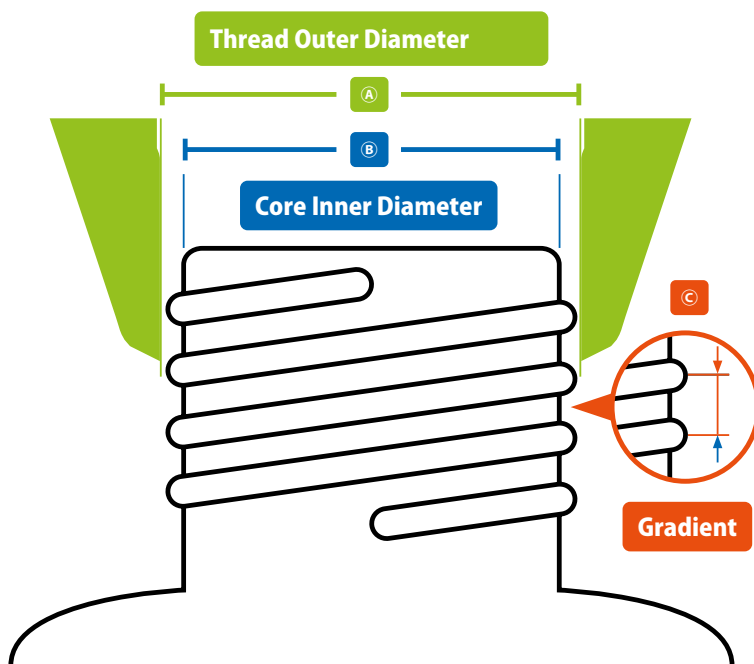 Thread Outer Diameter
Ⓐ
Ⓑ
Core Inner Diameter
Ⓒ
Gradient